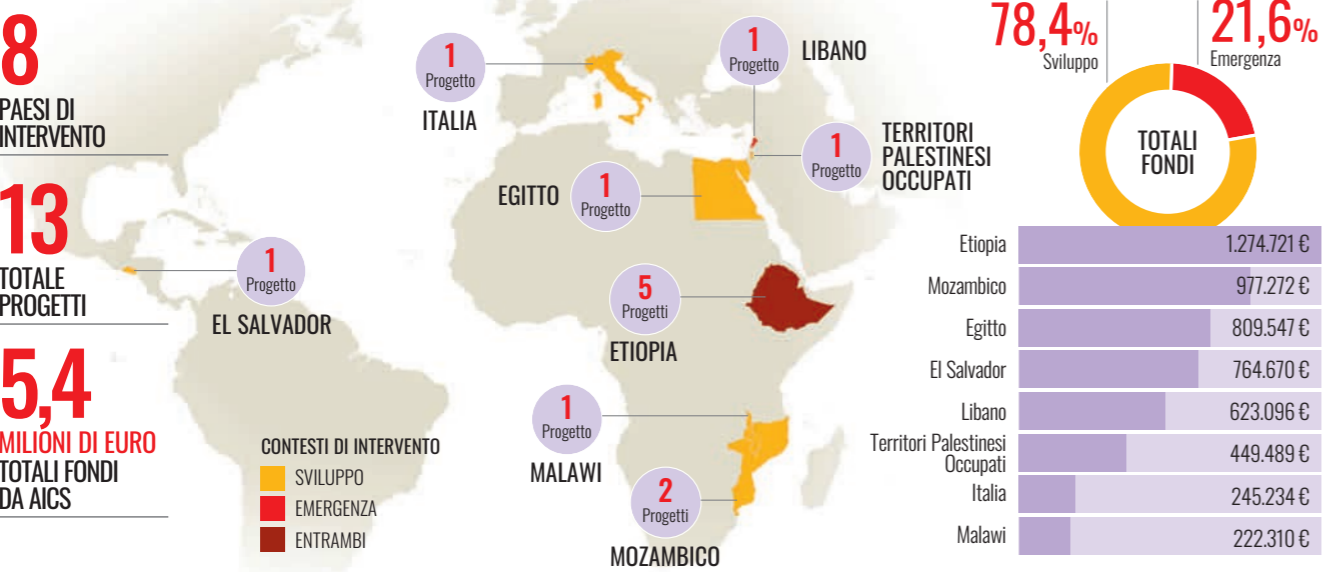 8
PAESI DI
INTERVENTO
13
TOTALE
PROGETTI
5,4
MILIONI DI EURO
TOTALI FONDI
DA AICS
1
Progetto
EL SALVADOR
CONTESTI DI INTERVENTO
SVILUPPO
EMERGENZA
ENTRAMBI
1
Progetto
ITALIA
1
Progetto
LIBANO
1
Progetto
TERRITORI
PALESTINESI
OCCUPATI
EGITTO
1
Progetto
5
Progetti
ETIOPIA
1
Progetto
MALAWI
2
Progetti
MOZAMBICO
78,4%
Sviluppo
21,6%
Emergenza
TOTALI
FONDI
Etiopia 1.274.721 €
Mozambico 977.272 €
Egitto 809.547 €
El Salvador 764.670 €
Libano 623.096 €
Territori Palestinesi
Occupati 449.489 €
Italia 245.234 €
Malawi 222.310 €